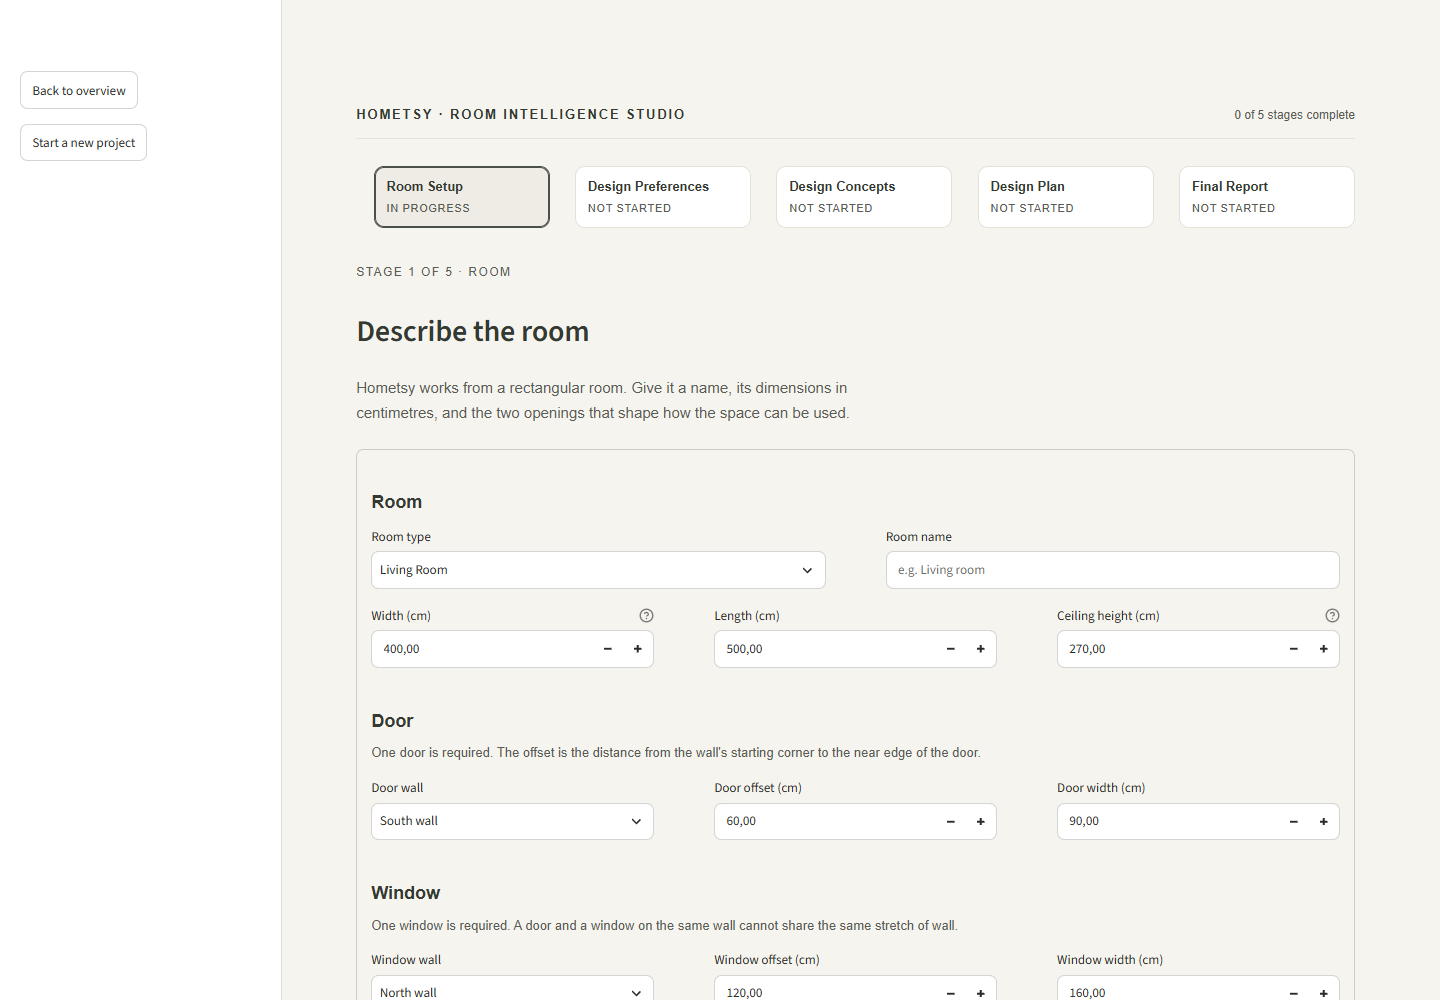 Back to overview
Start a new project
HOMETSY · ROOM INTELLIGENCE STUDIO
0 of 5 stages complete
Room Setup
IN PROGRESS
Design Preferences
NOT STARTED
Design Concepts
NOT STARTED
Design Plan
NOT STARTED
Final Report
NOT STARTED
STAGE 1 OF 5 · ROOM
Describe the room
Hometsy works from a rectangular room. Give it a name, its dimensions in
centimetres, and the two openings that shape how the space can be used.
Room
Room type
Room name
Living Room
e.g. Living room
Width (cm)
Length (cm)
Ceiling height (cm)
400,00
500,00
270,00
Door
One door is required. The offset is the distance from the wall's starting corner to the near edge of the door.
Door wall
Door offset (cm)
Door width (cm)
South wall
60,00
90,00
Window
One window is required. A door and a window on the same wall cannot share the same stretch of wall.
Window wall
Window offset (cm)
Window width (cm)
North wall
120,00
160,00